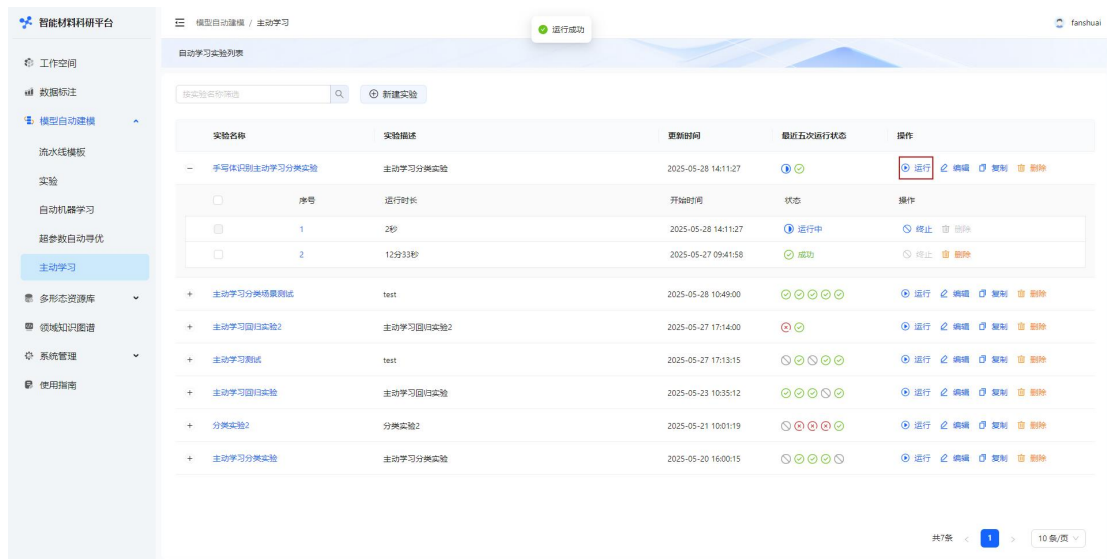 智能材料科研平台
模型自动建模 / 主动学习
运行成功
fanshuai
工作空间
数据标注
模型自动建模
流水线模板
实验
自动机器学习
超参数自动寻优
主动学习
多形态资源库
领域知识图谱
系统管理
使用指南
自动学习实验列表
按实验名称筛选
新建实验
实验名称 实验描述 更新时间 最近五次运行状态 操作
手写体识别主动学习分类实验 主动学习分类实验 2025-05-28 14:11:27 运行 编辑 复制 删除
序号 运行时长 开始时间 状态 操作
1 2秒 2025-05-28 14:11:27 运行中 终止 删除
2 12分33秒 2025-05-27 09:41:58 成功 终止 删除
主动学习分类场景测试 test 2025-05-28 10:49:00 运行 编辑 复制 删除
主动学习回归实验2 主动学习回归实验2 2025-05-27 17:14:00 运行 编辑 复制 删除
主动学习测试 test 2025-05-27 17:13:15 运行 编辑 复制 删除
主动学习回归实验 主动学习回归实验 2025-05-23 10:35:12 运行 编辑 复制 删除
分类实验2 分类实验2 2025-05-21 10:01:19 运行 编辑 复制 删除
主动学习分类实验 主动学习分类实验 2025-05-20 16:00:15 运行 编辑 复制 删除
共7条 < 1 > 10 条/页